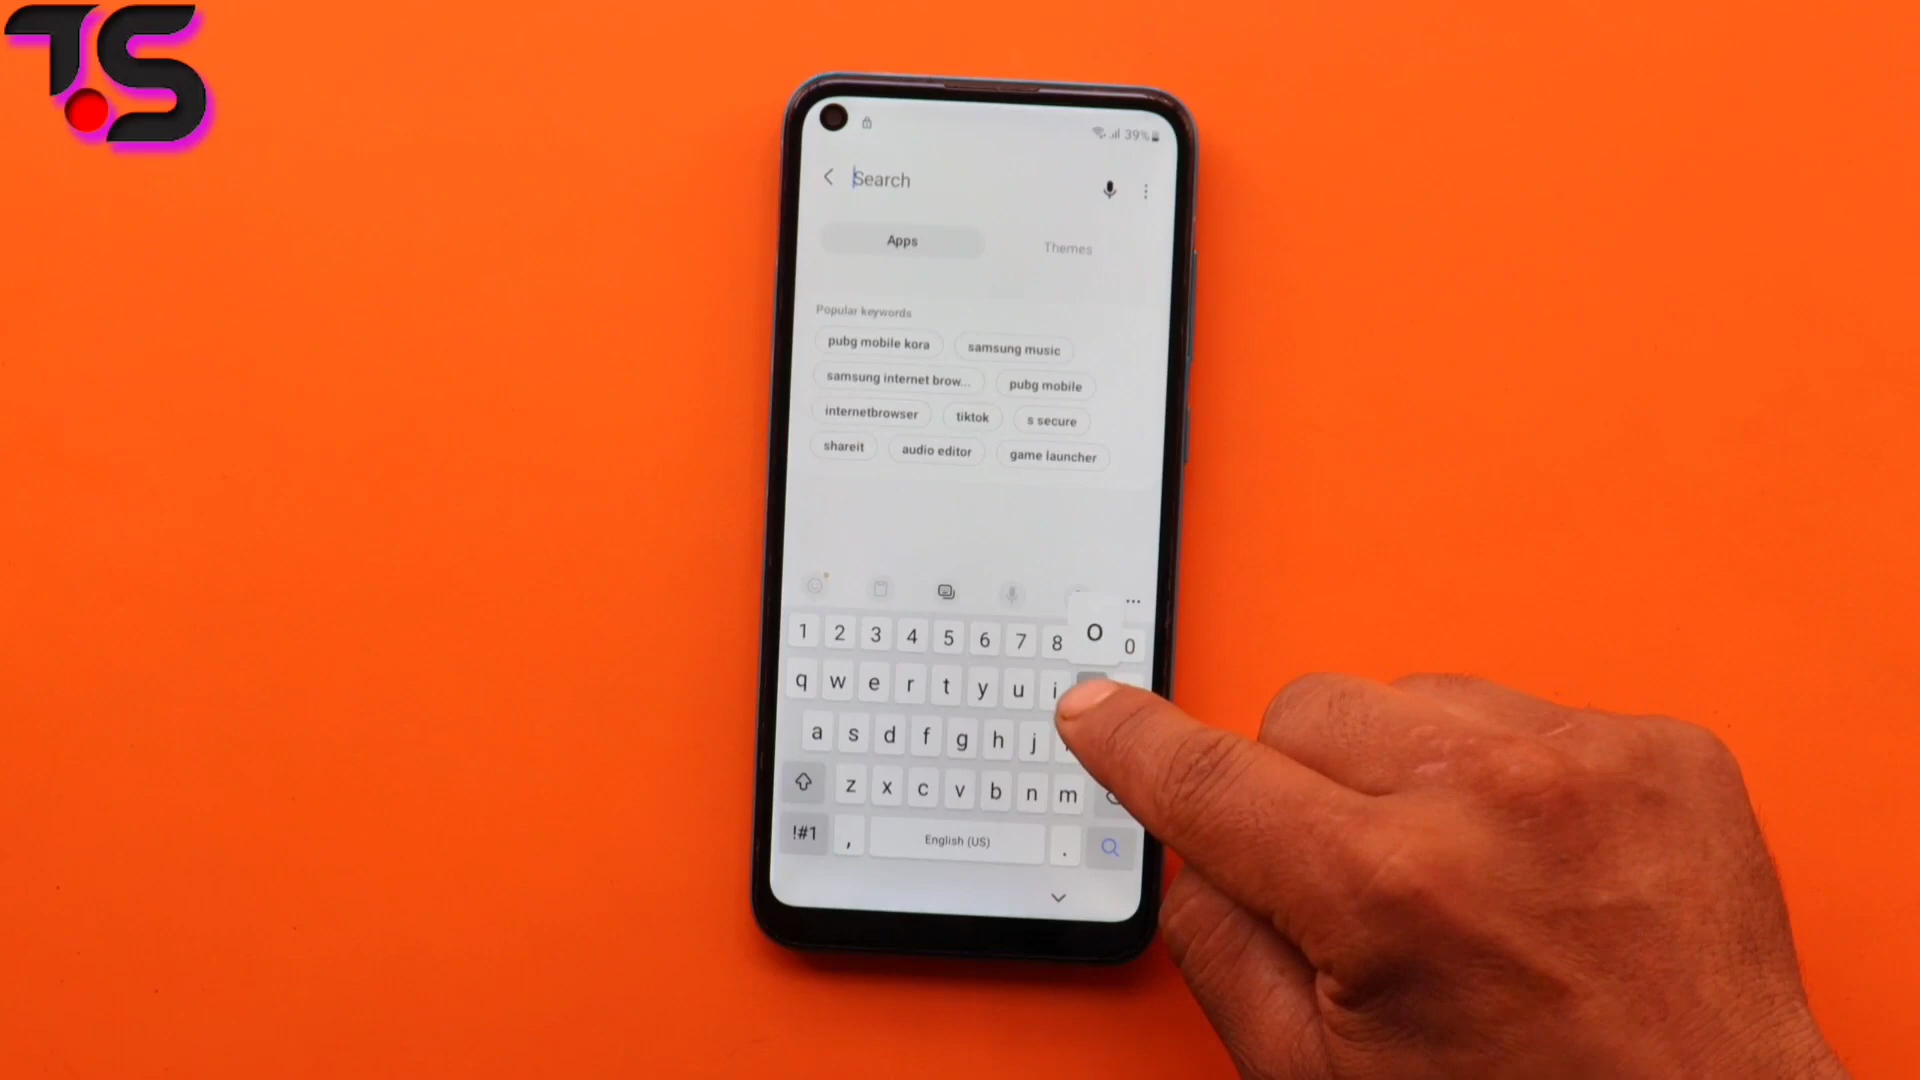 T.S
39%
Search
Apps Themes
Popular keywords
pubg mobile kora samsung music
samsung internet brow... pubg mobile
internetbrowser tiktok s secure
shareit audio editor game launcher
1 2 3 4 5 6 7 8 o 0
q w e r t y u i
a s d f g h j
z x c v b n m
!#1 , English (US) .